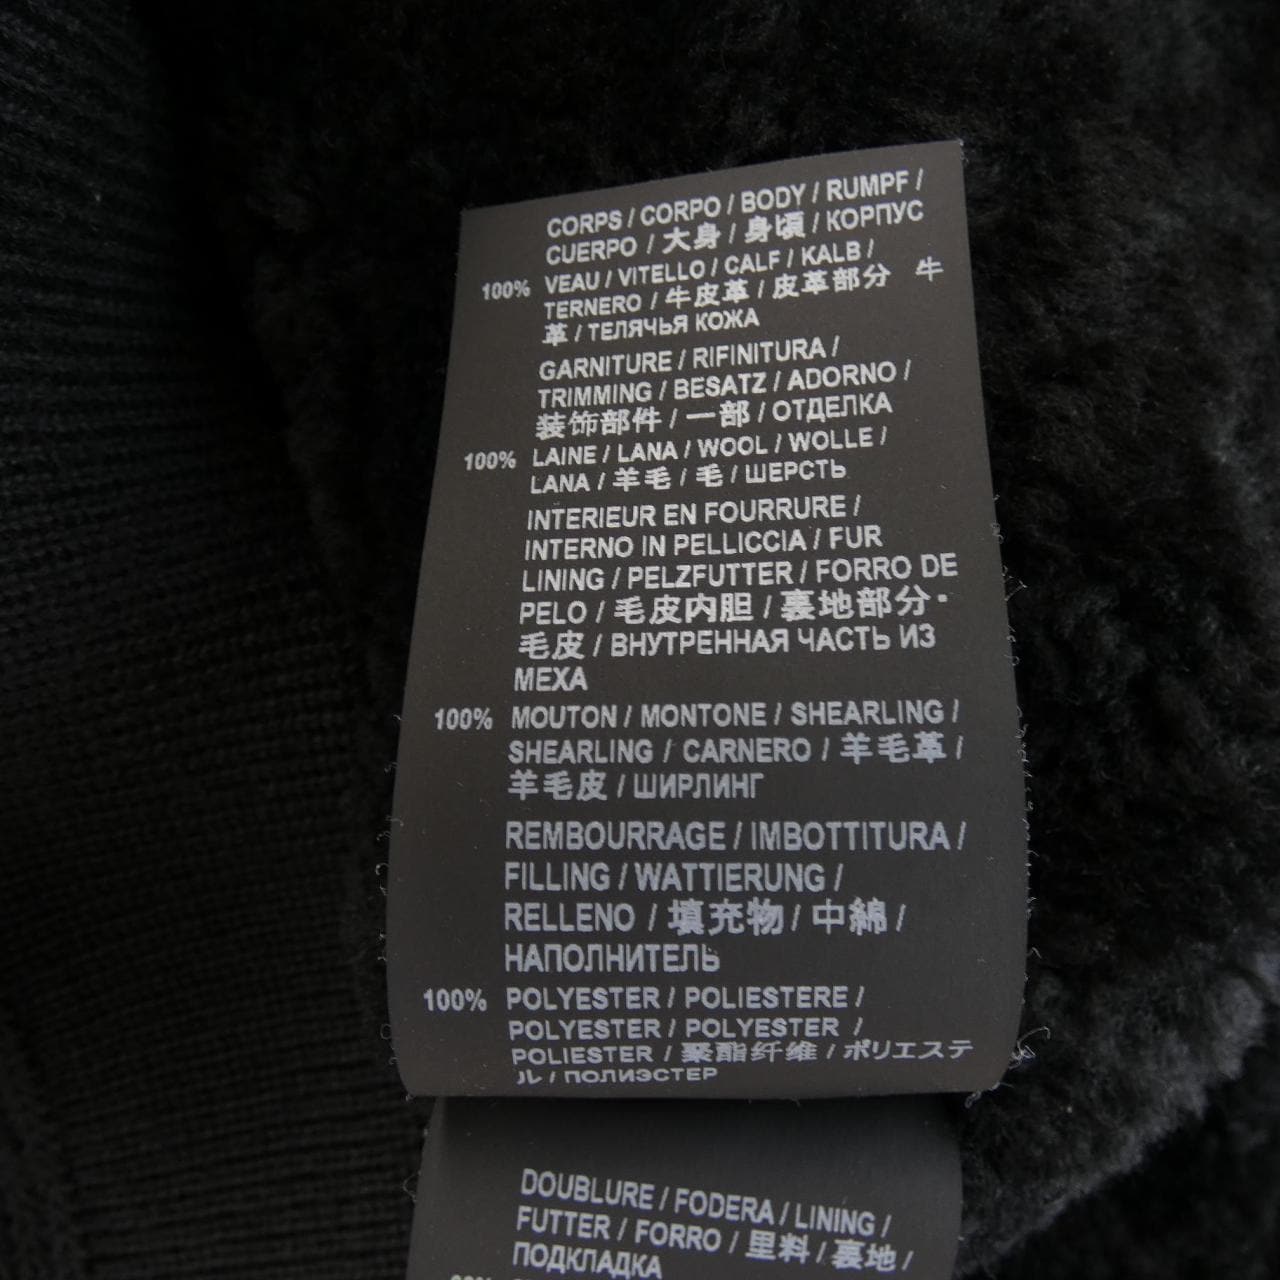 CORPS / CORPO / BODY / RUMPF /
CUERPO / 大身 / 身頃 / КОРПУС
100% VEAU / VITELLO / CALF / KALB /
TERNERO / 牛皮革 / 皮革部分 牛
革 / ТЕЛЯЧЬЯ КОЖА
GARNITURE / RIFINITURA /
TRIMMING / BESATZ / ADORNO /
装饰部件 / 一部 / ОТДЕЛКА
100% LAINE / LANA / WOOL / WOLLE /
LANA / 羊毛 / 毛 / ШЕРСТЬ
INTERIEUR EN FOURRURE /
INTERNO IN PELLICCIA / FUR
LINING / PELZFUTTER / FORRO DE
PELO / 毛皮内胆 / 裏地部分・
毛皮 / ВНУТРЕННАЯ ЧАСТЬ ИЗ
МЕХА
100% MOUTON / MONTONE / SHEARLING /
SHEARLING / CARNERO / 羊毛革 /
羊毛皮 / ШИРЛИНГ
REMBOURRAGE / IMBOTTITURA /
FILLING / WATTIERUNG /
RELLENO / 填充物 / 中綿 /
НАПОЛНИТЕЛЬ
100% POLYESTER / POLIESTERE /
POLYESTER / POLYESTER /
POLIESTER / 聚酯纤维 / ポリエステ
ル / ПОЛИЭСТЕР
DOUBLURE / FODERA / LINING /
FUTTER / FORRO / 里料 / 裏地 /
ПОДКЛАДКА